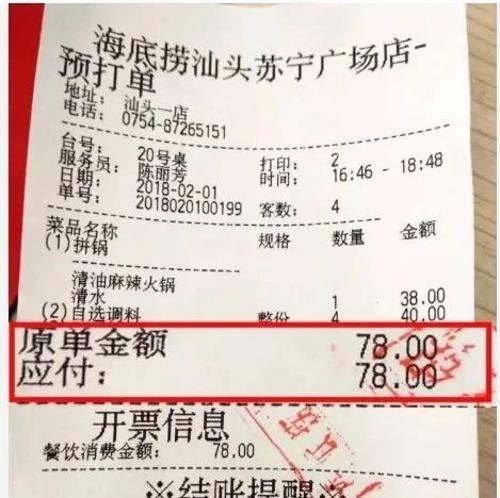 海底捞汕头苏宁广场店-
预打单
地址： 汕头一店
电话： 0754-87265151
台号： 20号桌 打印： 2
服务员： 陈丽芳 时间： 16:46 - 18:48
日期： 2018-02-01
单号： 2018020100199 客数： 4
菜品名称 规格 数量 金额
(1)拼锅
清油麻辣火锅
清水 1 38.00
(2)自选调料 整份 4 40.00
原单金额 78.00
应付： 78.00
开票信息
餐饮消费金额： 78.00
※结账提醒※